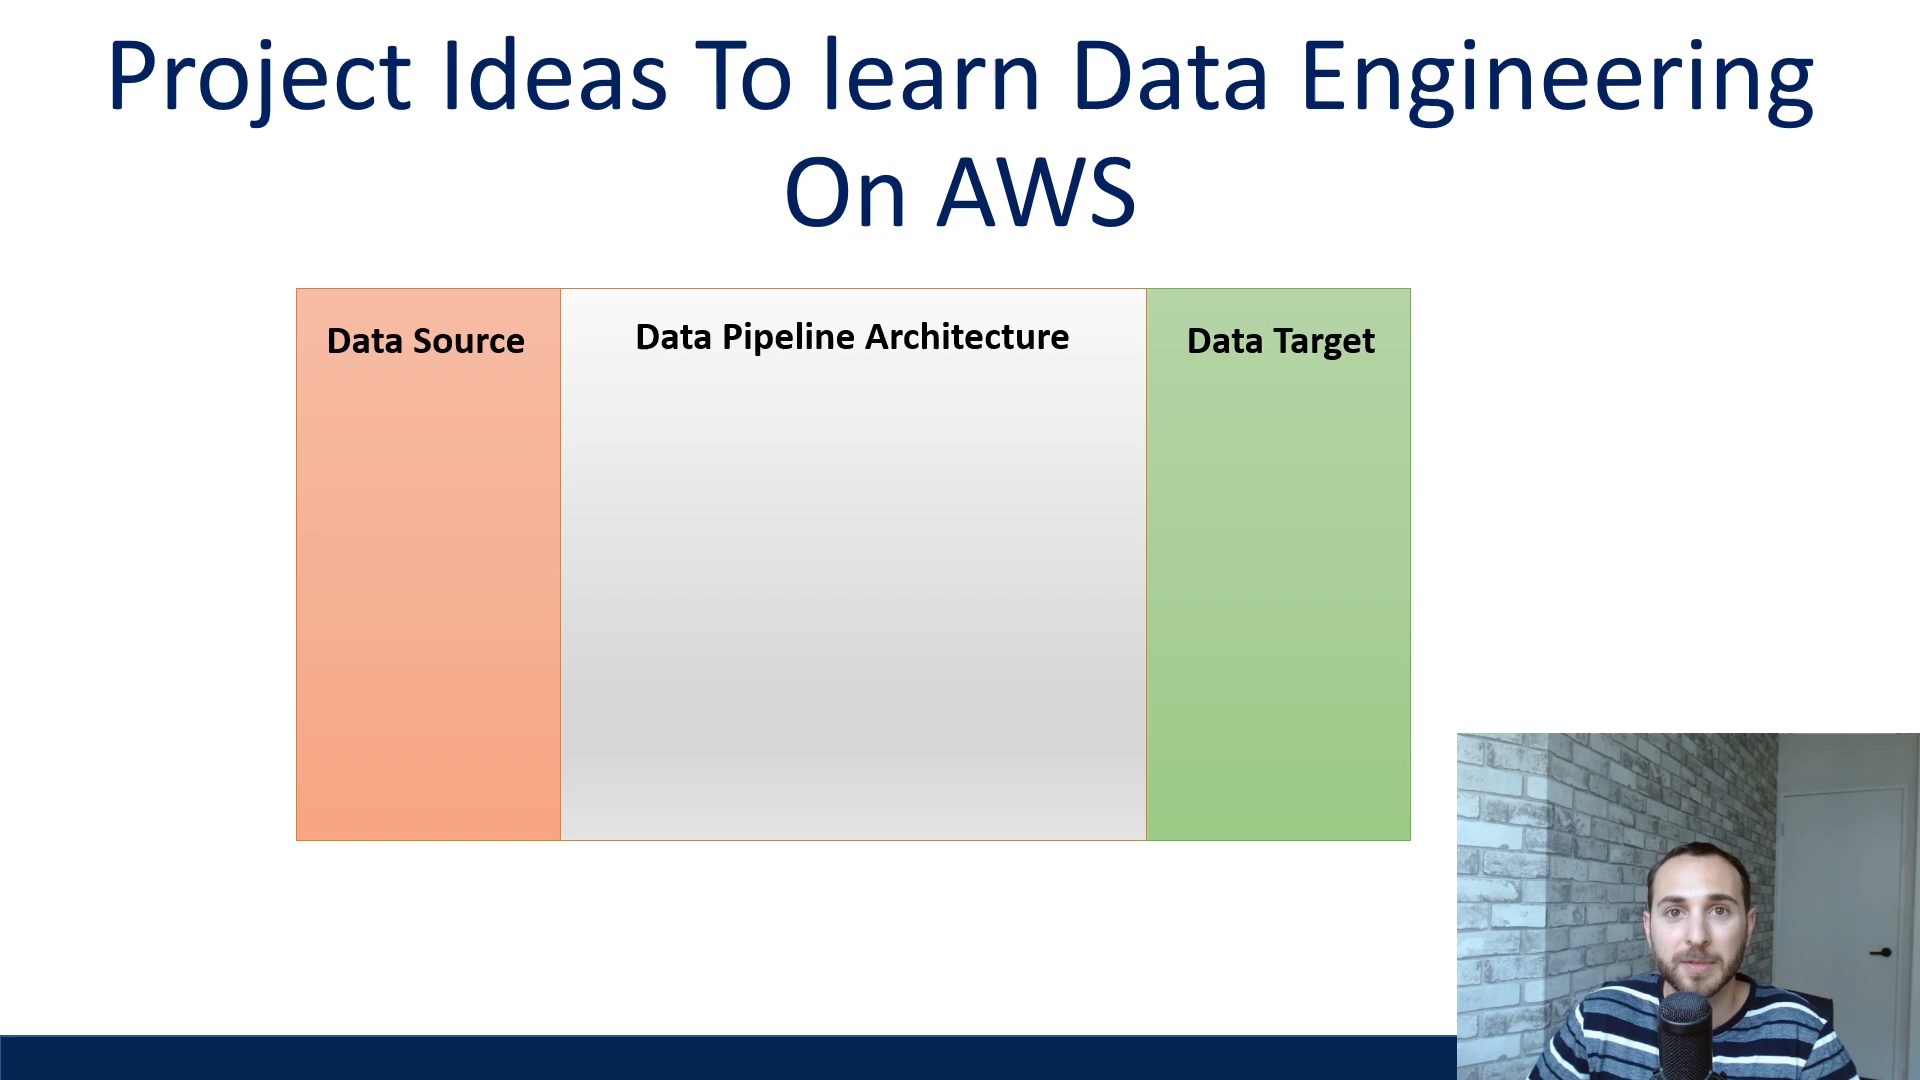 Project Ideas To learn Data Engineering
On AWS
Data Source
Data Pipeline Architecture
Data Target